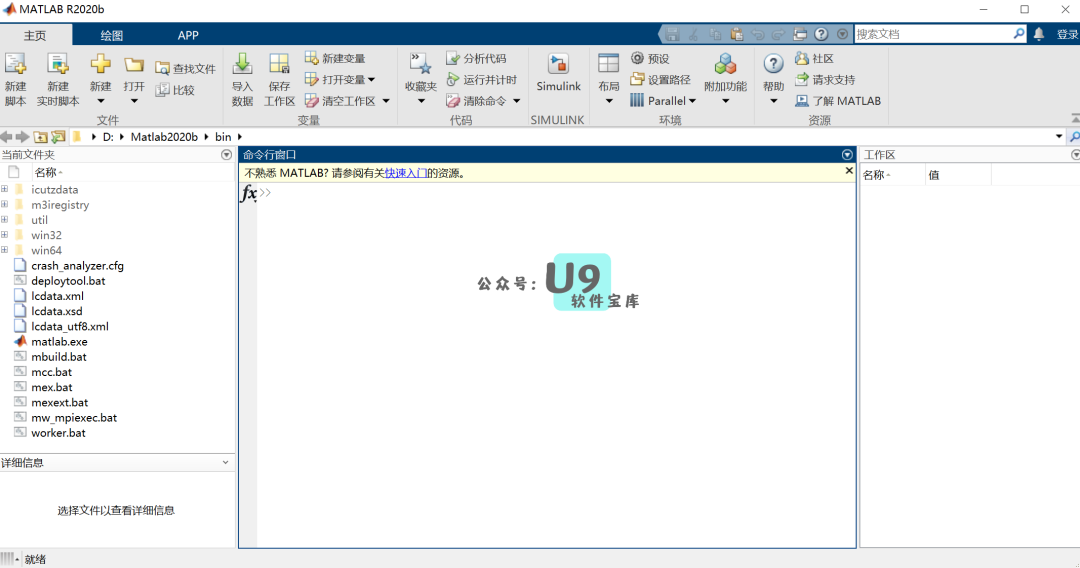 MATLAB R2020b
主页
绘图
APP
搜索文档
登录
新建
脚本
新建
实时脚本
新建
打开
查找文件
比较
导入
数据
保存
工作区
新建变量
打开变量
清空工作区
收藏夹
分析代码
运行并计时
清除命令
Simulink
布局
预设
设置路径
Parallel
附加功能
帮助
社区
请求支持
了解 MATLAB
文件
变量
代码
SIMULINK
环境
资源
D:
Matlab2020b
bin
当前文件夹
名称
icutzdata
m3iregistry
util
win32
win64
crash_analyzer.cfg
deploytool.bat
lcdata.xml
lcdata.xsd
lcdata_utf8.xml
matlab.exe
mbuild.bat
mcc.bat
mex.bat
mexext.bat
mw_mpiexec.bat
worker.bat
详细信息
选择文件以查看详细信息
命令行窗口
不熟悉 MATLAB? 请参阅有关快速入门的资源。
fx >>
公众号: U9
软件宝库
工作区
名称
值
就绪